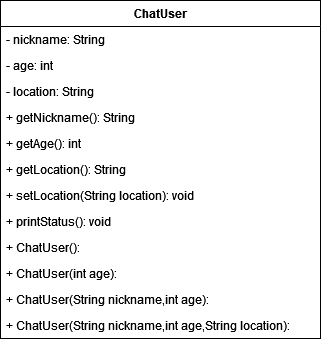 ChatUser
- nickname: String
- age: int
- location: String
+ getNickname(): String
+ getAge(): int
+ getLocation(): String
+ setLocation(String location): void
+ printStatus(): void
+ ChatUser():
+ ChatUser(int age):
+ ChatUser(String nickname,int age):
+ ChatUser(String nickname,int age,String location):